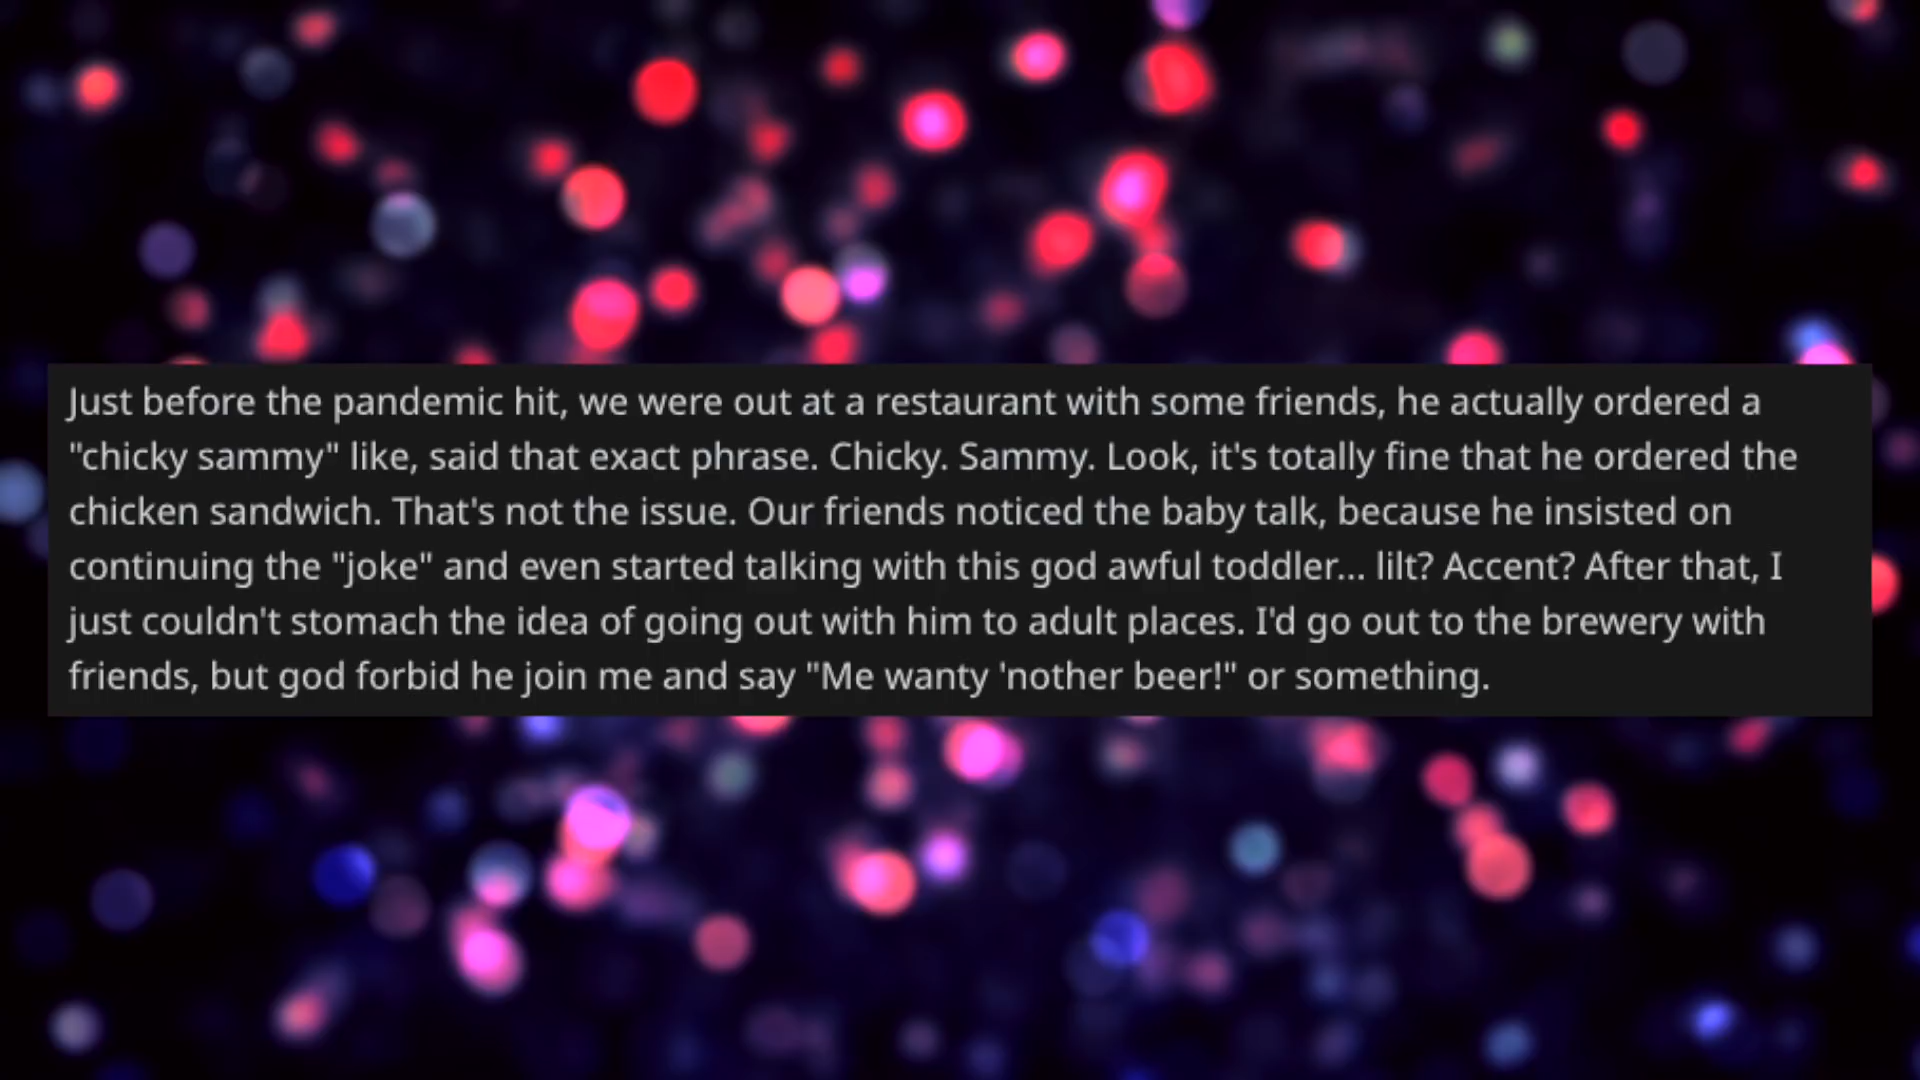 Just before the pandemic hit, we were out at a restaurant with some friends, he actually ordered a
"chicky sammy" like, said that exact phrase. Chicky. Sammy. Look, it's totally fine that he ordered the
chicken sandwich. That's not the issue. Our friends noticed the baby talk, because he insisted on
continuing the "joke" and even started talking with this god awful toddler... lilt? Accent? After that, I
just couldn't stomach the idea of going out with him to adult places. I'd go out to the brewery with
friends, but god forbid he join me and say "Me wanty 'nother beer!" or something.